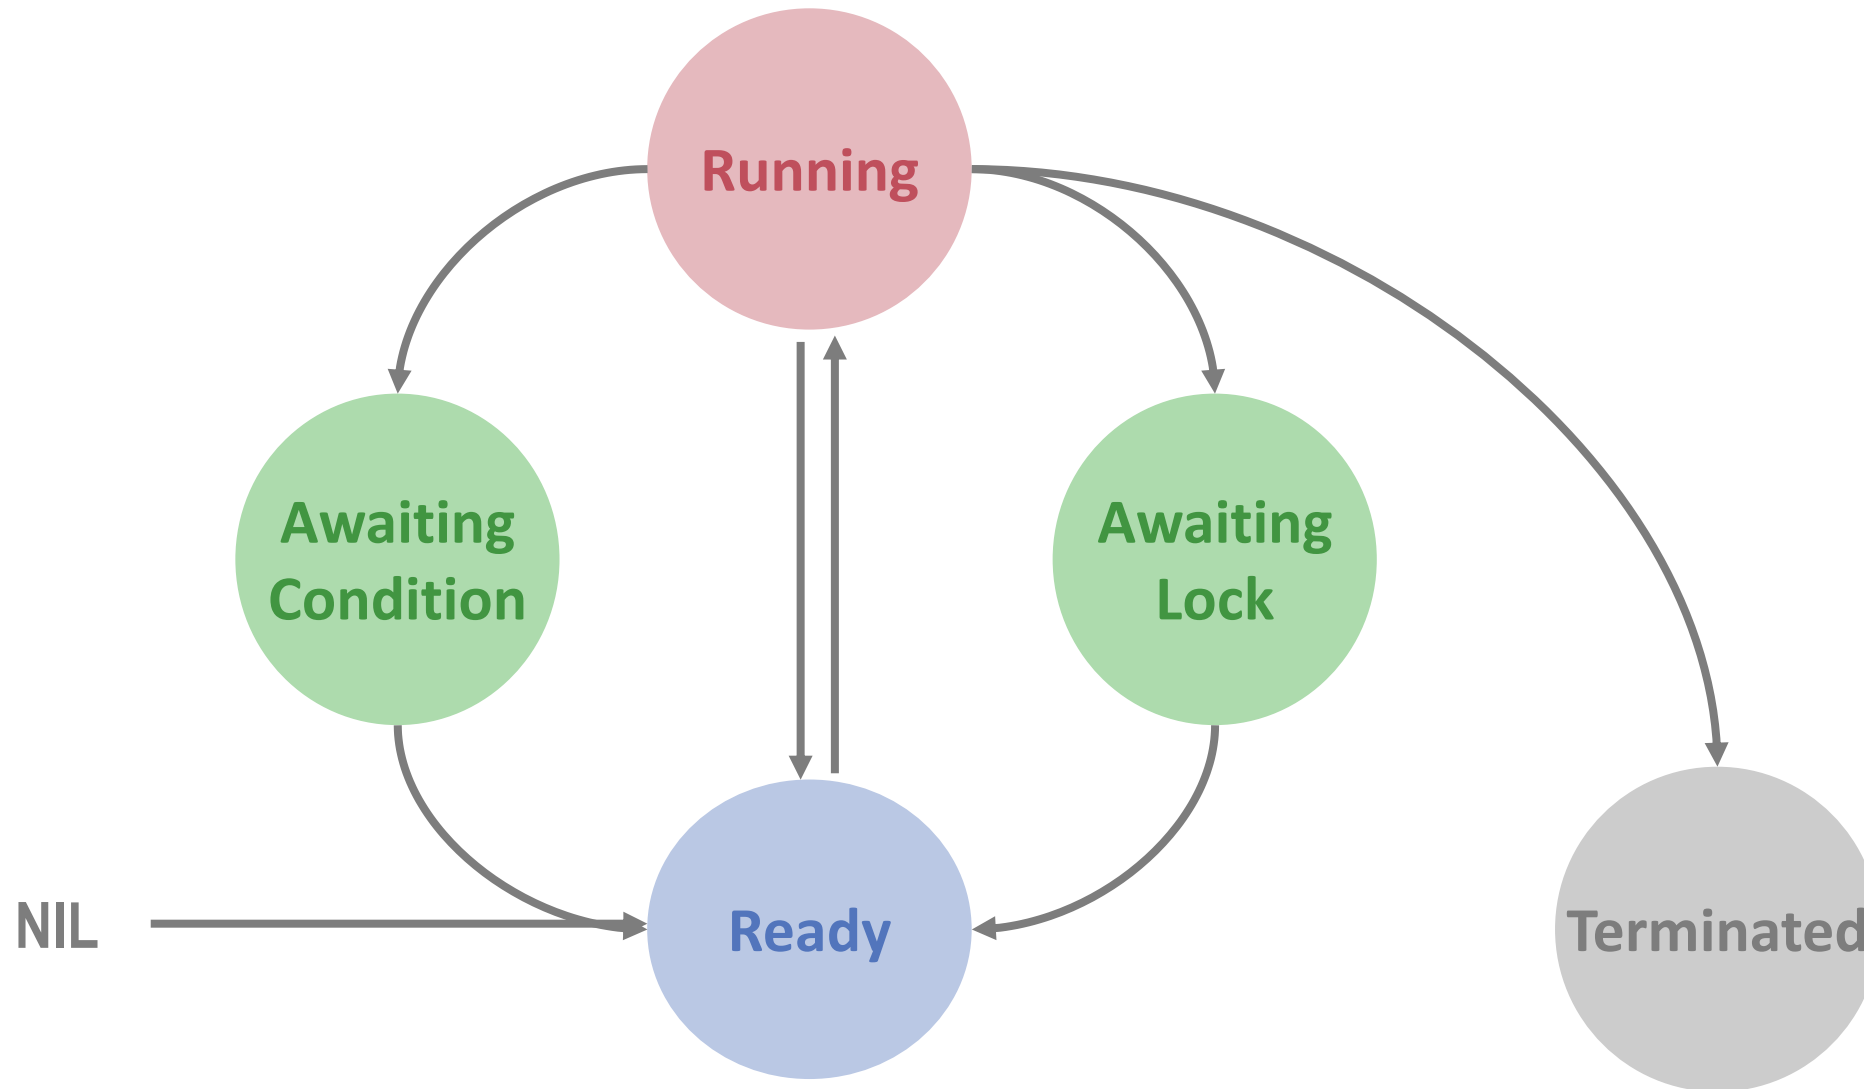 Running
Awaiting
Condition
Awaiting
Lock
NIL
Ready
Terminated